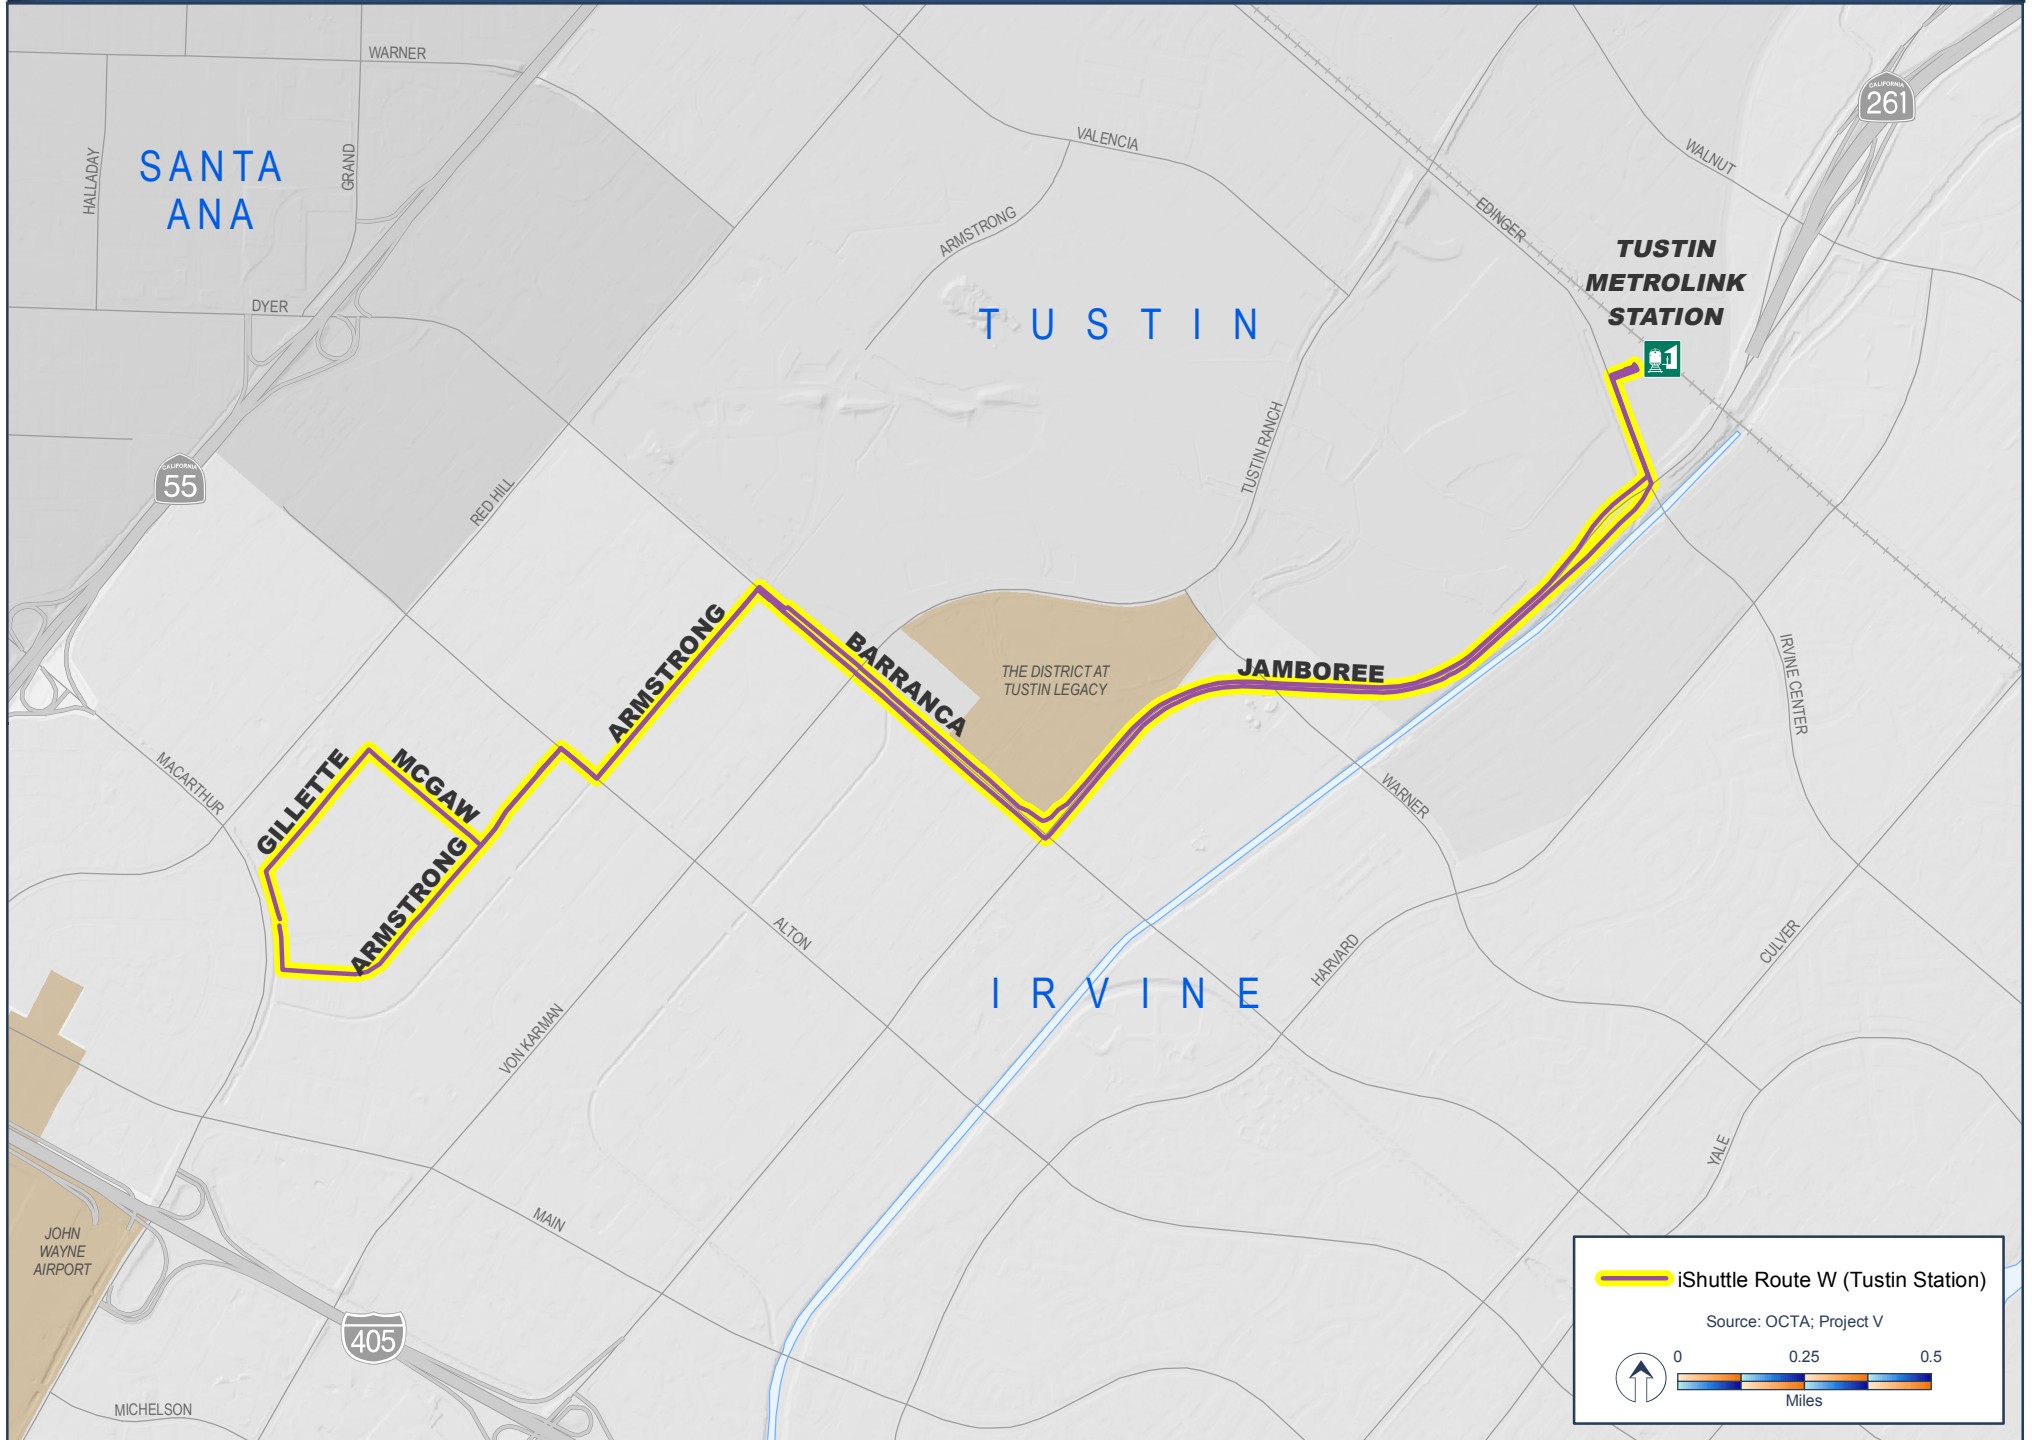 WARNER
CALIFORNIA
261
VALENCIA
WALNUT
HALLADAY
SANTA
ANA
GRAND
EDINGER
ARMSTRONG
TUSTIN
METROLINK
STATION
DYER
TUSTIN
TUSTIN RANCH
CALIFORNIA
55
RED HILL
ARMSTRONG
BARRANCA
THE DISTRICT AT
TUSTIN LEGACY
JAMBOREE
IRVINE CENTER
MACARTHUR
GILLETTE
MCGAW
WARNER
ARMSTRONG
ALTON
HARVARD
CULVER
IRVINE
VON KARMAN
YALE
MAIN
JOHN
WAYNE
AIRPORT
405
MICHELSON
iShuttle Route W (Tustin Station)
Source: OCTA; Project V
0 0.25 0.5
Miles